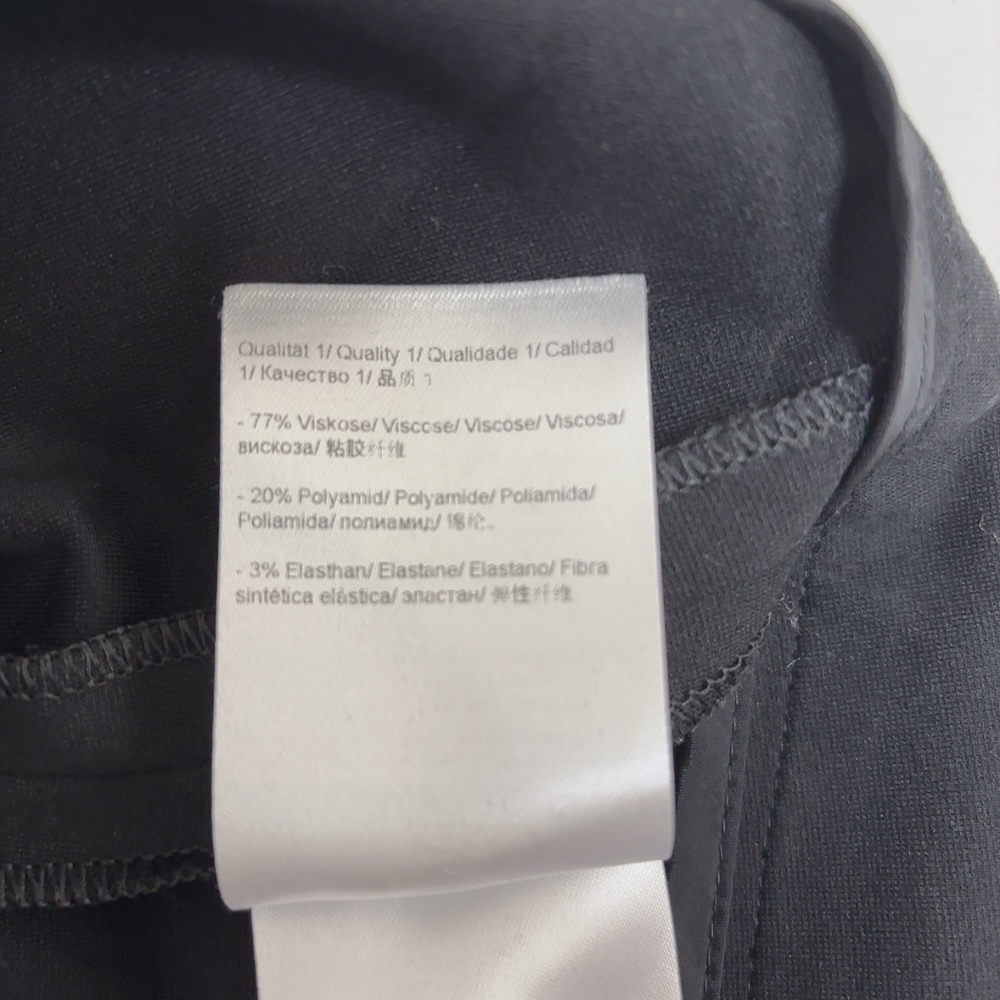 Qualität 1/ Quality 1/ Qualidade 1/ Calidad
1/ Качество 1/ 品质 1
- 77% Viskose/ Viscose/ Viscose/ Viscosa/
вискоза/ 粘胶纤维
- 20% Polyamid/ Polyamide/ Poliamida/
Poliamida/ полиамид/ 锦纶。
- 3% Elasthan/ Elastane/ Elastano/ Fibra
sintética elástica/ эластан/ 弹性纤维